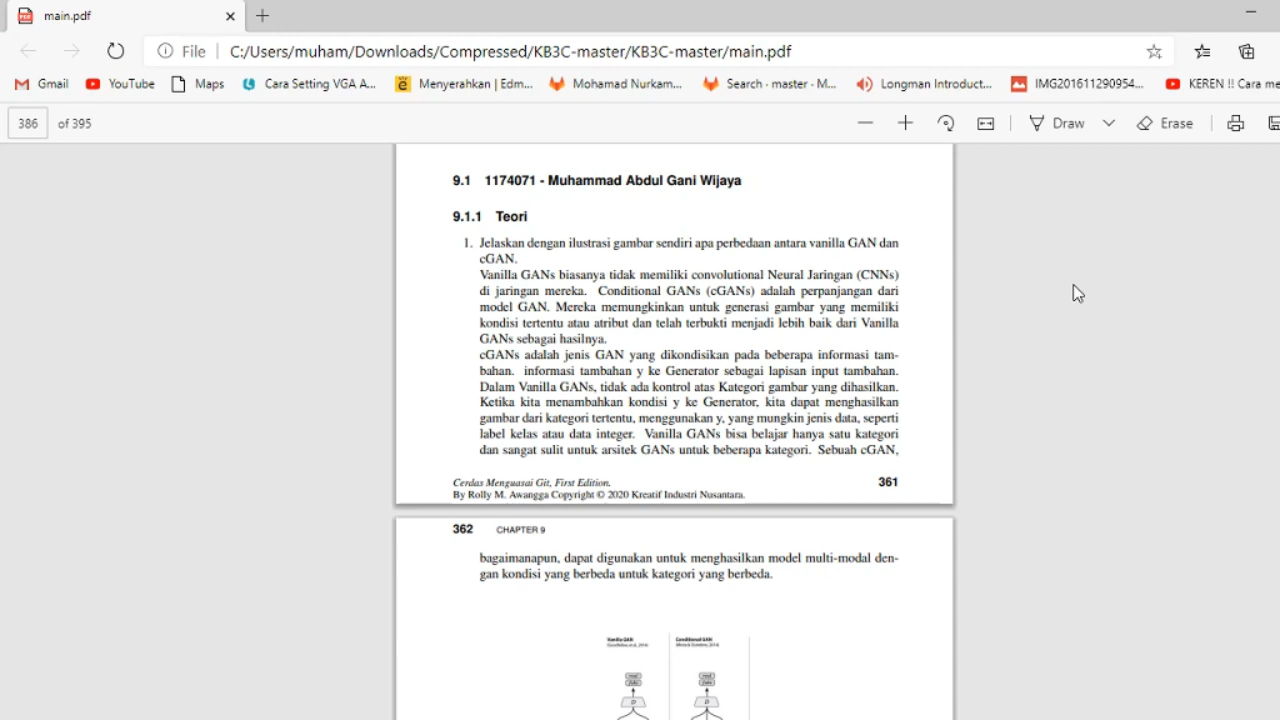 main.pdf
File
C:/Users/muham/Downloads/Compressed/KB3C-master/KB3C-master/main.pdf
Gmail
YouTube
Maps
Cara Setting VGA A...
Menyerahkan | Edm...
Mohamad Nurkam...
Search · master · M...
Longman Introduct...
IMG201611290954...
KEREN !! Cara me
386 of 395
Draw
Erase
9.1 1174071 - Muhammad Abdul Gani Wijaya
9.1.1 Teori
1. Jelaskan dengan ilustrasi gambar sendiri apa perbedaan antara vanilla GAN dan
cGAN.
Vanilla GANs biasanya tidak memiliki convolutional Neural Jaringan (CNNs)
di jaringan mereka. Conditional GANs (cGANs) adalah perpanjangan dari
model GAN. Mereka memungkinkan untuk generasi gambar yang memiliki
kondisi tertentu atau atribut dan telah terbukti menjadi lebih baik dari Vanilla
GANs sebagai hasilnya.
cGANs adalah jenis GAN yang dikondisikan pada beberapa informasi tam-
bahan. informasi tambahan y ke Generator sebagai lapisan input tambahan.
Dalam Vanilla GANs, tidak ada kontrol atas Kategori gambar yang dihasilkan.
Ketika kita menambahkan kondisi y ke Generator, kita dapat menghasilkan
gambar dari kategori tertentu, menggunakan y, yang mungkin jenis data, seperti
label kelas atau data integer. Vanilla GANs bisa belajar hanya satu kategori
dan sangat sulit untuk arsitek GANs untuk beberapa kategori. Sebuah cGAN,
Cerdas Menguasai Git, First Edition.
By Rolly M. Awangga Copyright © 2020 Kreatif Industri Nusantara.
361
362 CHAPTER 9
bagaimanapun, dapat digunakan untuk menghasilkan model multi-modal den-
gan kondisi yang berbeda untuk kategori yang berbeda.
Vanilla GAN
Conditional GAN
real
fake
D
real
fake
D